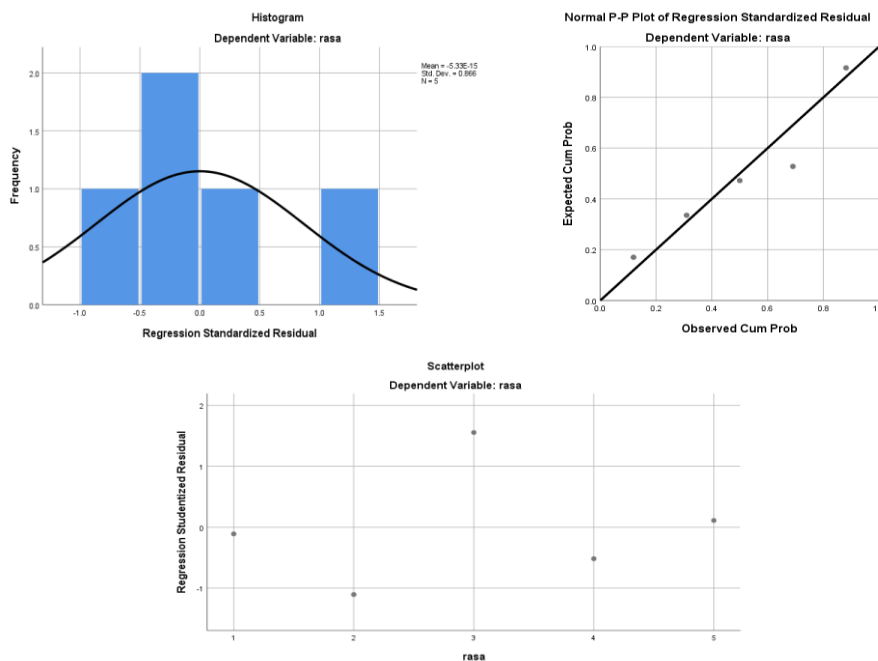 Histogram
Dependent Variable: rasa
Mean = -5.33E-15
Std. Dev. = 0.866
N = 5
2.0
1.5
1.0
0.5
0.0
Frequency
-1.0 -0.5 0.0 0.5 1.0 1.5
Regression Standardized Residual
Normal P-P Plot of Regression Standardized Residual
Dependent Variable: rasa
1.0
0.8
0.6
0.4
0.2
0.0
Expected Cum Prob
0.0 0.2 0.4 0.6 0.8 1.0
Observed Cum Prob
Scatterplot
Dependent Variable: rasa
2
1
0
-1
Regression Studentized Residual
1 2 3 4 5
rasa